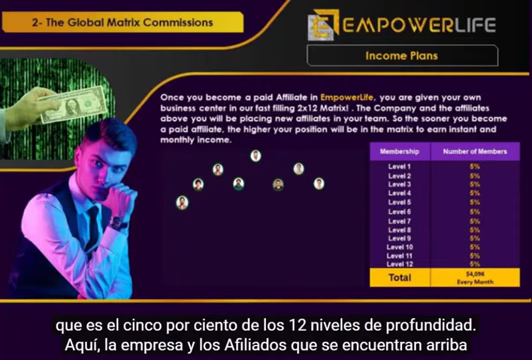 2- The Global Matrix Commissions
EMPOWERLIFE
Income Plans
Once you become a paid Affiliate in EmpowerLife, you are given your own
business center in our fast filling 2x12 Matrix! . The Company and the affiliates
above you will be placing new affiliates in your team. So the sooner you become
a paid affiliate, the higher your position will be in the matrix to earn instant and
monthly income.
Membership Number of Members
Level 1 5%
Level 2 5%
Level 3 5%
Level 4 5%
Level 5 5%
Level 6 5%
Level 7 5%
Level 8 5%
Level 9 5%
Level 10 5%
Level 11 5%
Level 12 5%
Total $4,096
Every Month
que es el cinco por ciento de los 12 niveles de profundidad.
Aquí, la empresa y los Afiliados que se encuentran arriba